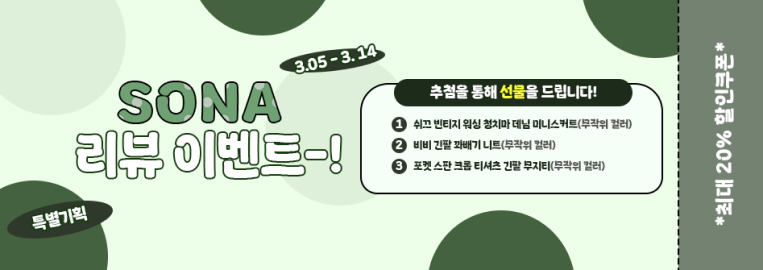 3.05 - 3.14
SONA
리뷰 이벤트-!
특별기획
추첨을 통해 선물을 드립니다!
1 쉬끄 빈티지 워싱 청치마 데님 미니스커트(무작위 컬러)
2 비비 긴팔 꽈배기 니트(무작위 컬러)
3 포켓 스판 크롭 티셔츠 긴팔 무지티(무작위 컬러)
*최대 20% 할인쿠폰*